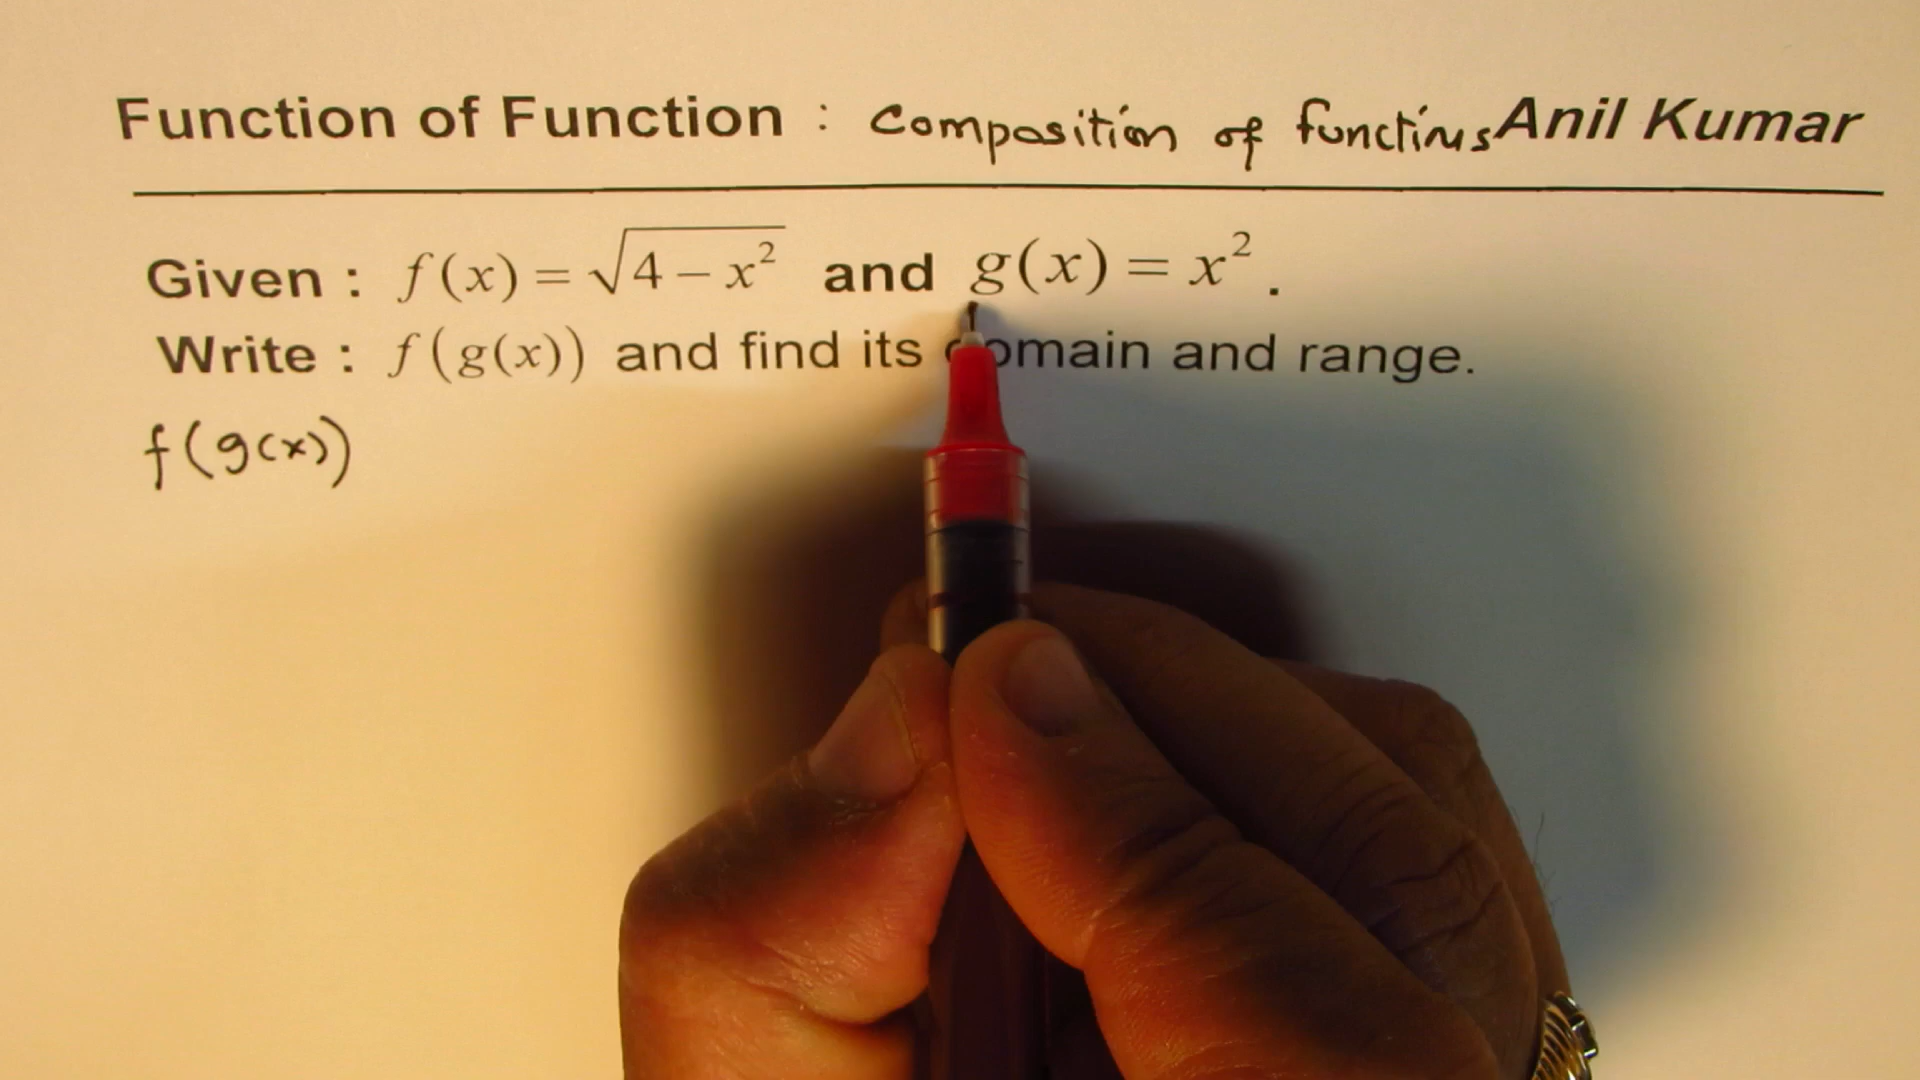 Function of Function : Composition of functions Anil Kumar
Given : f(x) = √(4 − x²) and g(x) = x² .
Write : f(g(x)) and find its domain and range.
f(g(x))